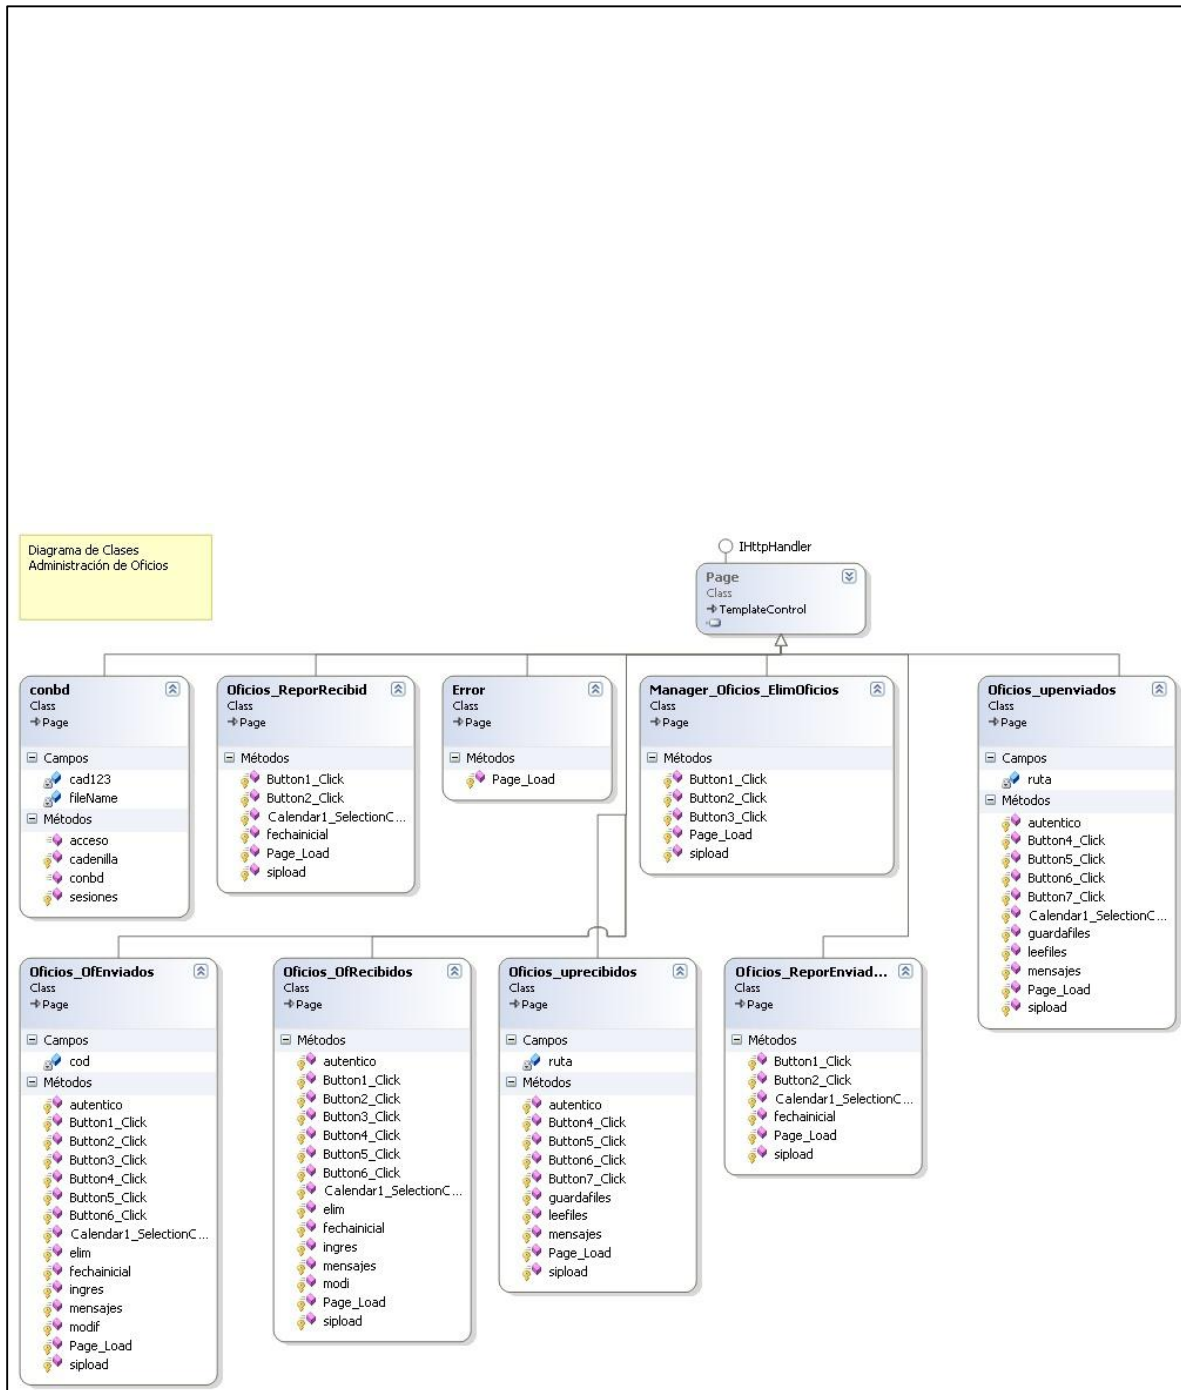 Diagrama de Clases
Administración de Oficios
IHttpHandler
Page
Class
TemplateControl
conbd
Class
Page
Campos
cad123
fileName
Métodos
acceso
cadenilla
conbd
sesiones
Oficios_ReporRecibid
Class
Page
Métodos
Button1_Click
Button2_Click
Calendar1_SelectionC...
fechainicial
Page_Load
sipload
Error
Class
Page
Métodos
Page_Load
Manager_Oficios_ElimOficios
Class
Page
Métodos
Button1_Click
Button2_Click
Button3_Click
Page_Load
sipload
Oficios_upenviados
Class
Page
Campos
ruta
Métodos
autentico
Button4_Click
Button5_Click
Button6_Click
Button7_Click
Calendar1_SelectionC...
guardafiles
leefiles
mensajes
Page_Load
sipload
Oficios_OfEnviados
Class
Page
Campos
cod
Métodos
autentico
Button1_Click
Button2_Click
Button3_Click
Button4_Click
Button5_Click
Button6_Click
Calendar1_SelectionC...
elim
fechainicial
ingres
mensajes
modif
Page_Load
sipload
Oficios_OfRecibidos
Class
Page
Métodos
autentico
Button1_Click
Button2_Click
Button3_Click
Button4_Click
Button5_Click
Button6_Click
Calendar1_SelectionC...
elim
fechainicial
ingres
mensajes
modi
Page_Load
sipload
Oficios_uprecibidos
Class
Page
Campos
ruta
Métodos
autentico
Button4_Click
Button5_Click
Button6_Click
Button7_Click
guardafiles
leefiles
mensajes
Page_Load
sipload
Oficios_ReporEnviad...
Class
Page
Métodos
Button1_Click
Button2_Click
Calendar1_SelectionC...
fechainicial
Page_Load
sipload